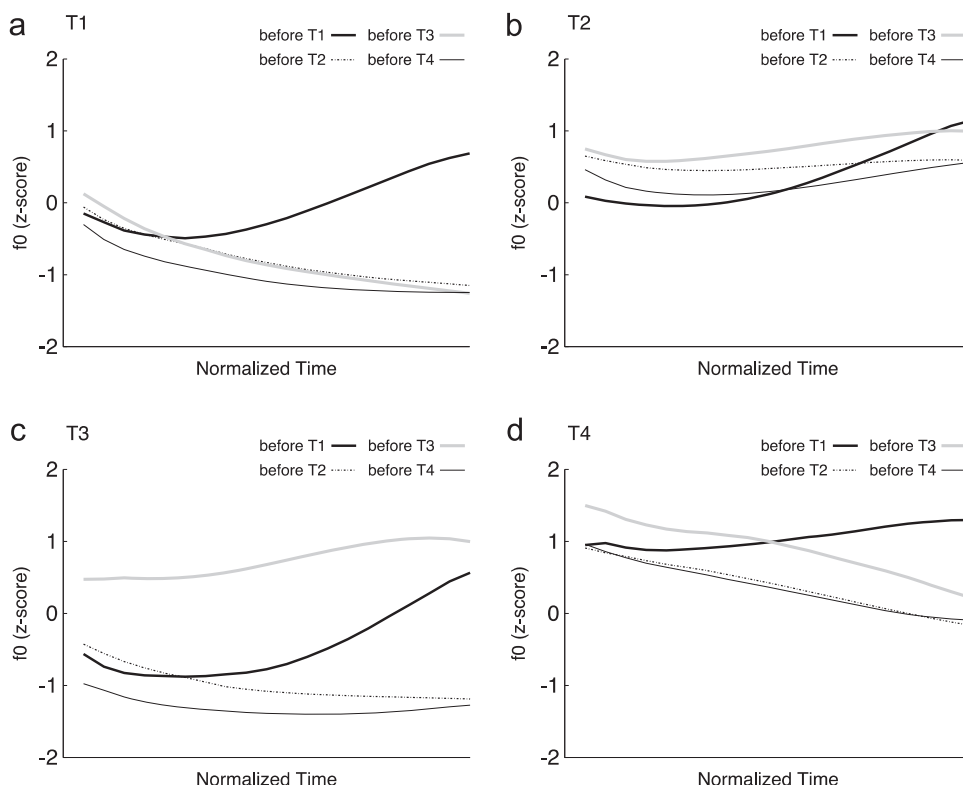 a T1
before T1 before T3
before T2 before T4
2
1
0
-1
-2
f0 (z-score)
Normalized Time
b T2
before T1 before T3
before T2 before T4
2
1
0
-1
-2
f0 (z-score)
Normalized Time
c T3
before T1 before T3
before T2 before T4
2
1
0
-1
-2
f0 (z-score)
Normalized Time
d T4
before T1 before T3
before T2 before T4
2
1
0
-1
-2
f0 (z-score)
Normalized Time